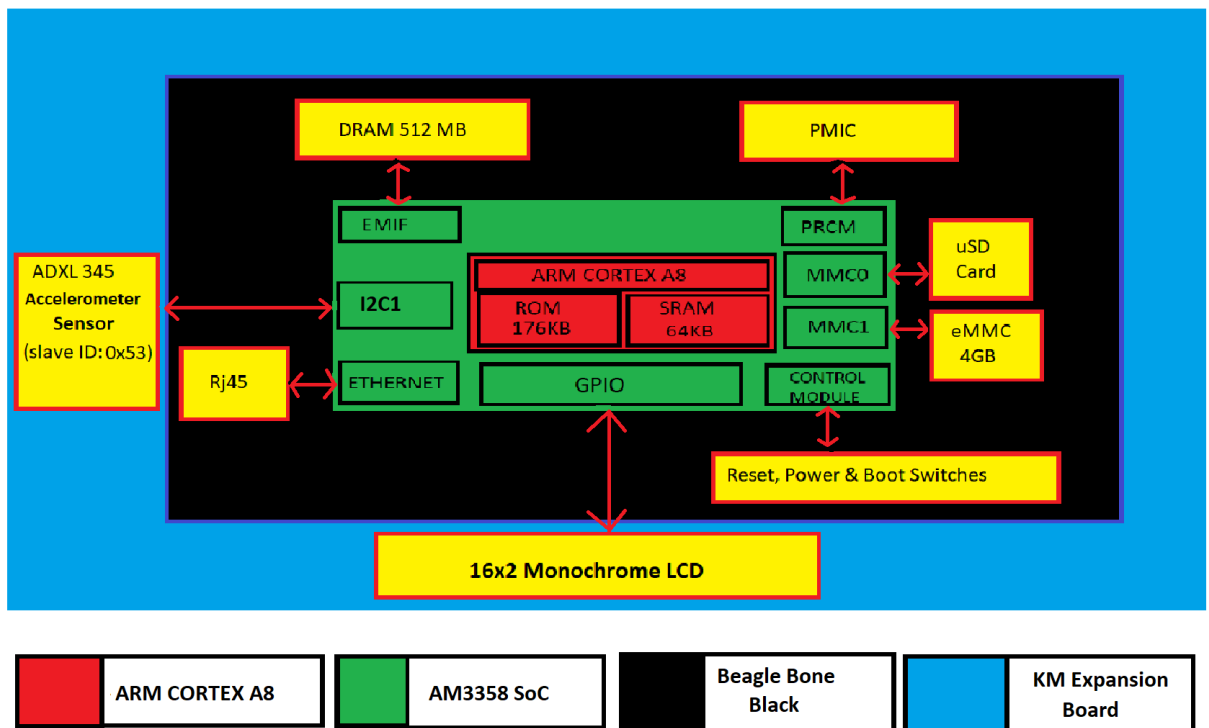 DRAM 512 MB
PMIC
EMIF
PRCM
uSD
Card
ADXL 345
Accelerometer
Sensor
(slave ID: 0x53)
ARM CORTEX A8
MMC0
I2C1
ROM
176KB
SRAM
64KB
MMC1
eMMC
4GB
Rj45
ETHERNET
GPIO
CONTROL
MODULE
Reset, Power & Boot Switches
16x2 Monochrome LCD
ARM CORTEX A8
AM3358 SoC
Beagle Bone
Black
KM Expansion
Board